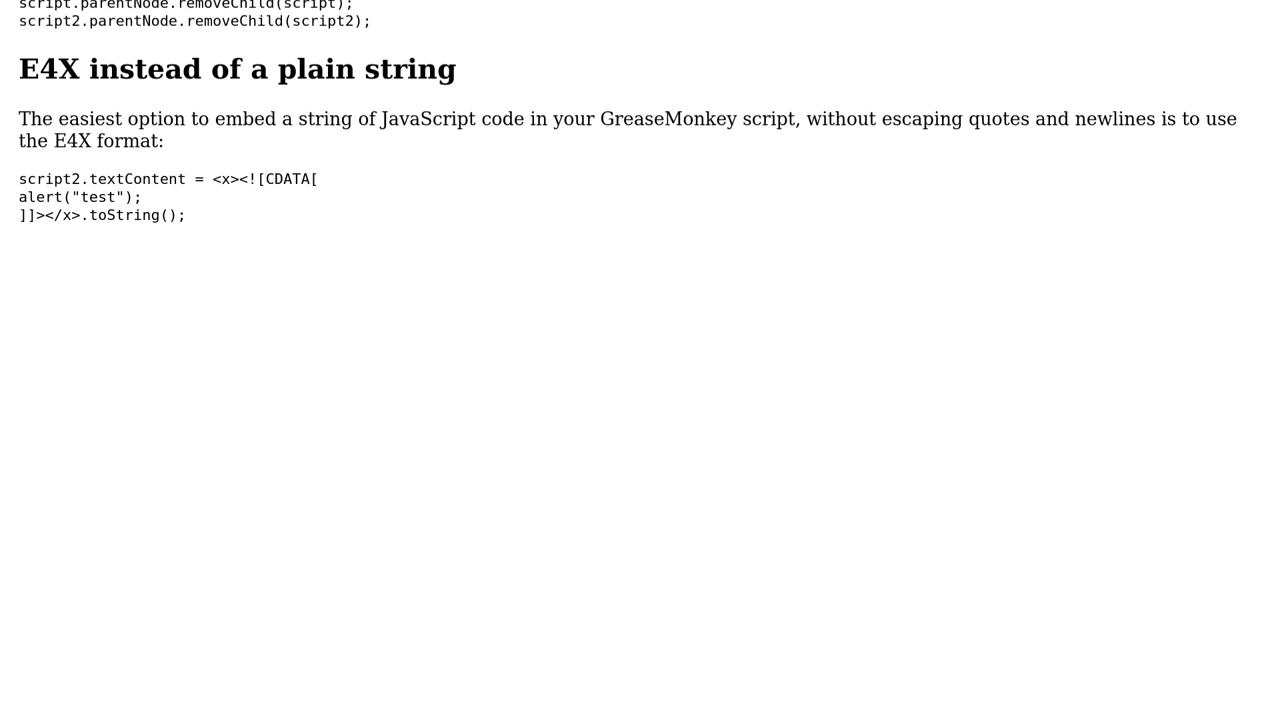 script.parentNode.removeChild(script);
script2.parentNode.removeChild(script2);
E4X instead of a plain string
The easiest option to embed a string of JavaScript code in your GreaseMonkey script, without escaping quotes and newlines is to use
the E4X format:
script2.textContent = <x><![CDATA[
alert("test");
]]></x>.toString();